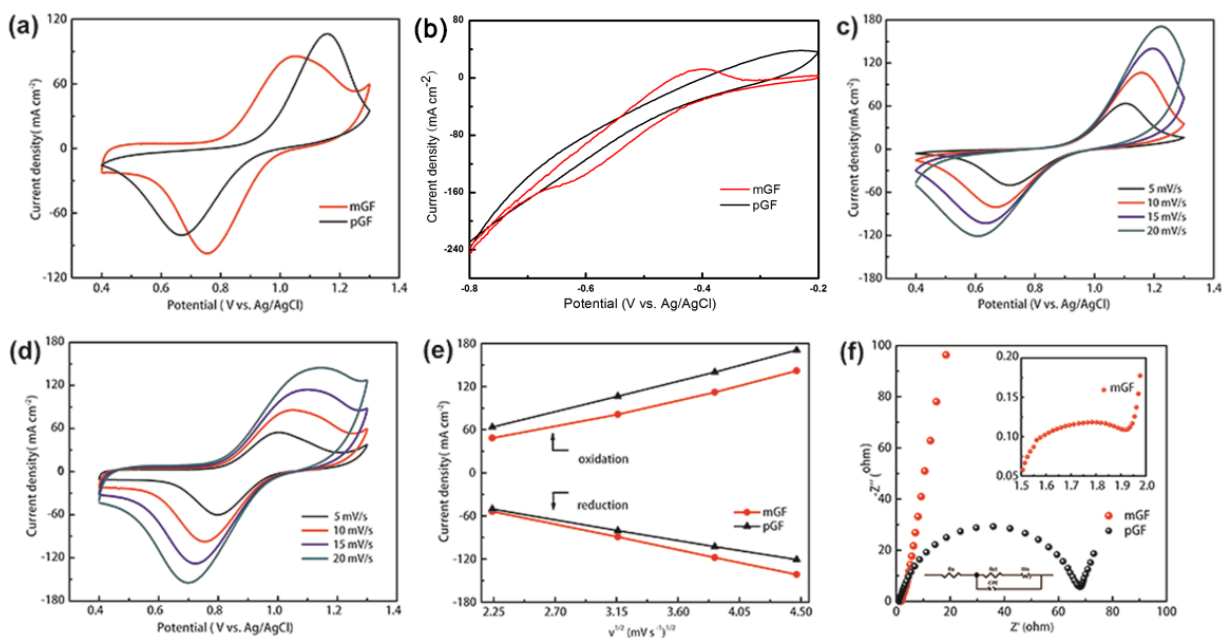 (a)
120
60
0
-60
-120
Current density( mA cm⁻²)
mGF
pGF
0.4 0.6 0.8 1.0 1.2 1.4
Potential ( V vs. Ag/AgCl)
(b)
80
0
-80
-160
-240
Current density (mA cm⁻²)
mGF
pGF
-0.8 -0.6 -0.4 -0.2
Potential (V vs. Ag/AgCl)
c)
180
120
60
0
-60
-120
-180
Current density(mA cm⁻²)
5 mV/s
10 mV/s
15 mV/s
20 mV/s
0.4 0.6 0.8 1.0 1.2 1.4
Potential (V vs. Ag/AgCl)
(d)
180
120
60
0
-60
-120
-180
Current density( mA cm⁻²)
5 mV/s
10 mV/s
15 mV/s
20 mV/s
0.4 0.6 0.8 1.0 1.2 1.4
Potential ( V vs. Ag/AgCl)
(e)
180
120
60
0
-60
-120
-180
Current density( mA cm⁻²)
oxidation
reduction
mGF
pGF
2.25 2.70 3.15 3.60 4.05 4.50
v¹/² (mV s⁻¹)¹/²
(f)
100
80
60
40
20
0
-Z'' ( ohm)
0.20
0.15
0.10
0.05
mGF
1.5 1.6 1.7 1.8 1.9 2.0
mGF
pGF
0 20 40 60 80 100
Z' (ohm)